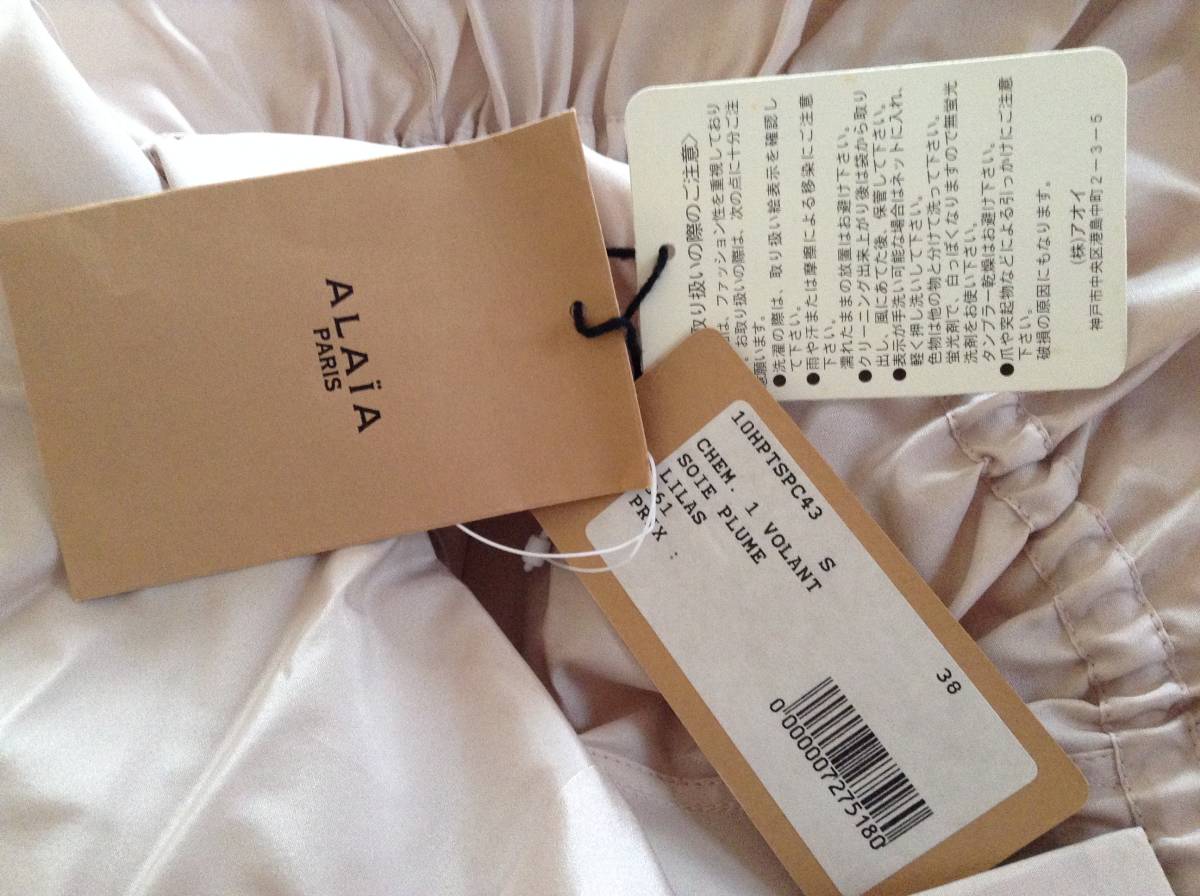 ALAÏA
PARIS
取り扱いの際のご注意〉
は、ファッション性を重視しており
。お取り扱いの際は、次の点に十分ご注
願います。
●洗濯の際は、取り扱い絵表示を確認し
て下さい。
●雨や汗または摩擦による移染にご注意
下さい。
濡れたままの放置はお避け下さい。
●クリーニング出来上がり後は袋から取り
出し、風にあてた後、保管して下さい。
●表示が手洗い可能な場合はネットに入れ、
軽く押し洗いして下さい。
色物は他の物と分けて洗って下さい。
蛍光剤で、白っぽくなりますので無蛍光
洗剤をお使い下さい。
タンブラー乾燥はお避け下さい。
●爪や突起物などによる引っかけにご注意
下さい。
破損の原因にもなります。
(株)アオイ
神戸市中央区港島中町2-3-5
10HPTSPC43
S
CHEM. 1 VOLANT
SOIE PLUME
LILAS
61
PRIX :
38
0000007275180